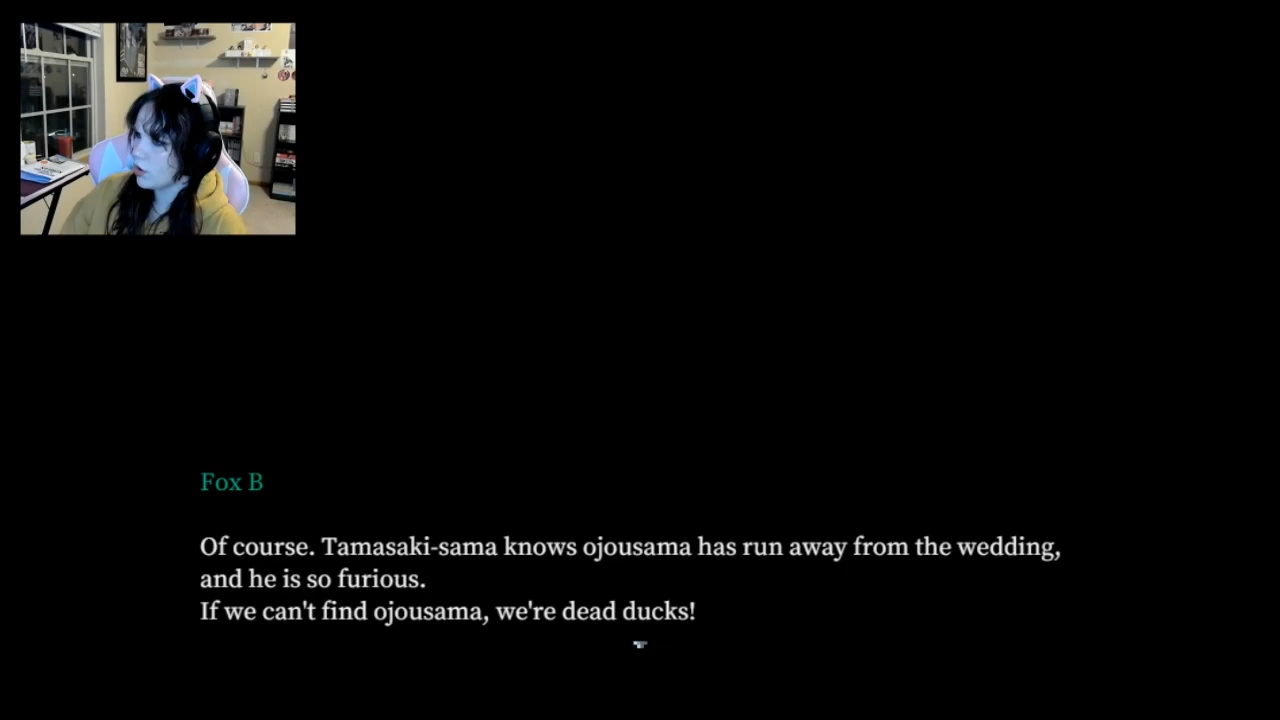 Fox B
Of course. Tamasaki-sama knows ojousama has run away from the wedding,
and he is so furious.
If we can't find ojousama, we're dead ducks!